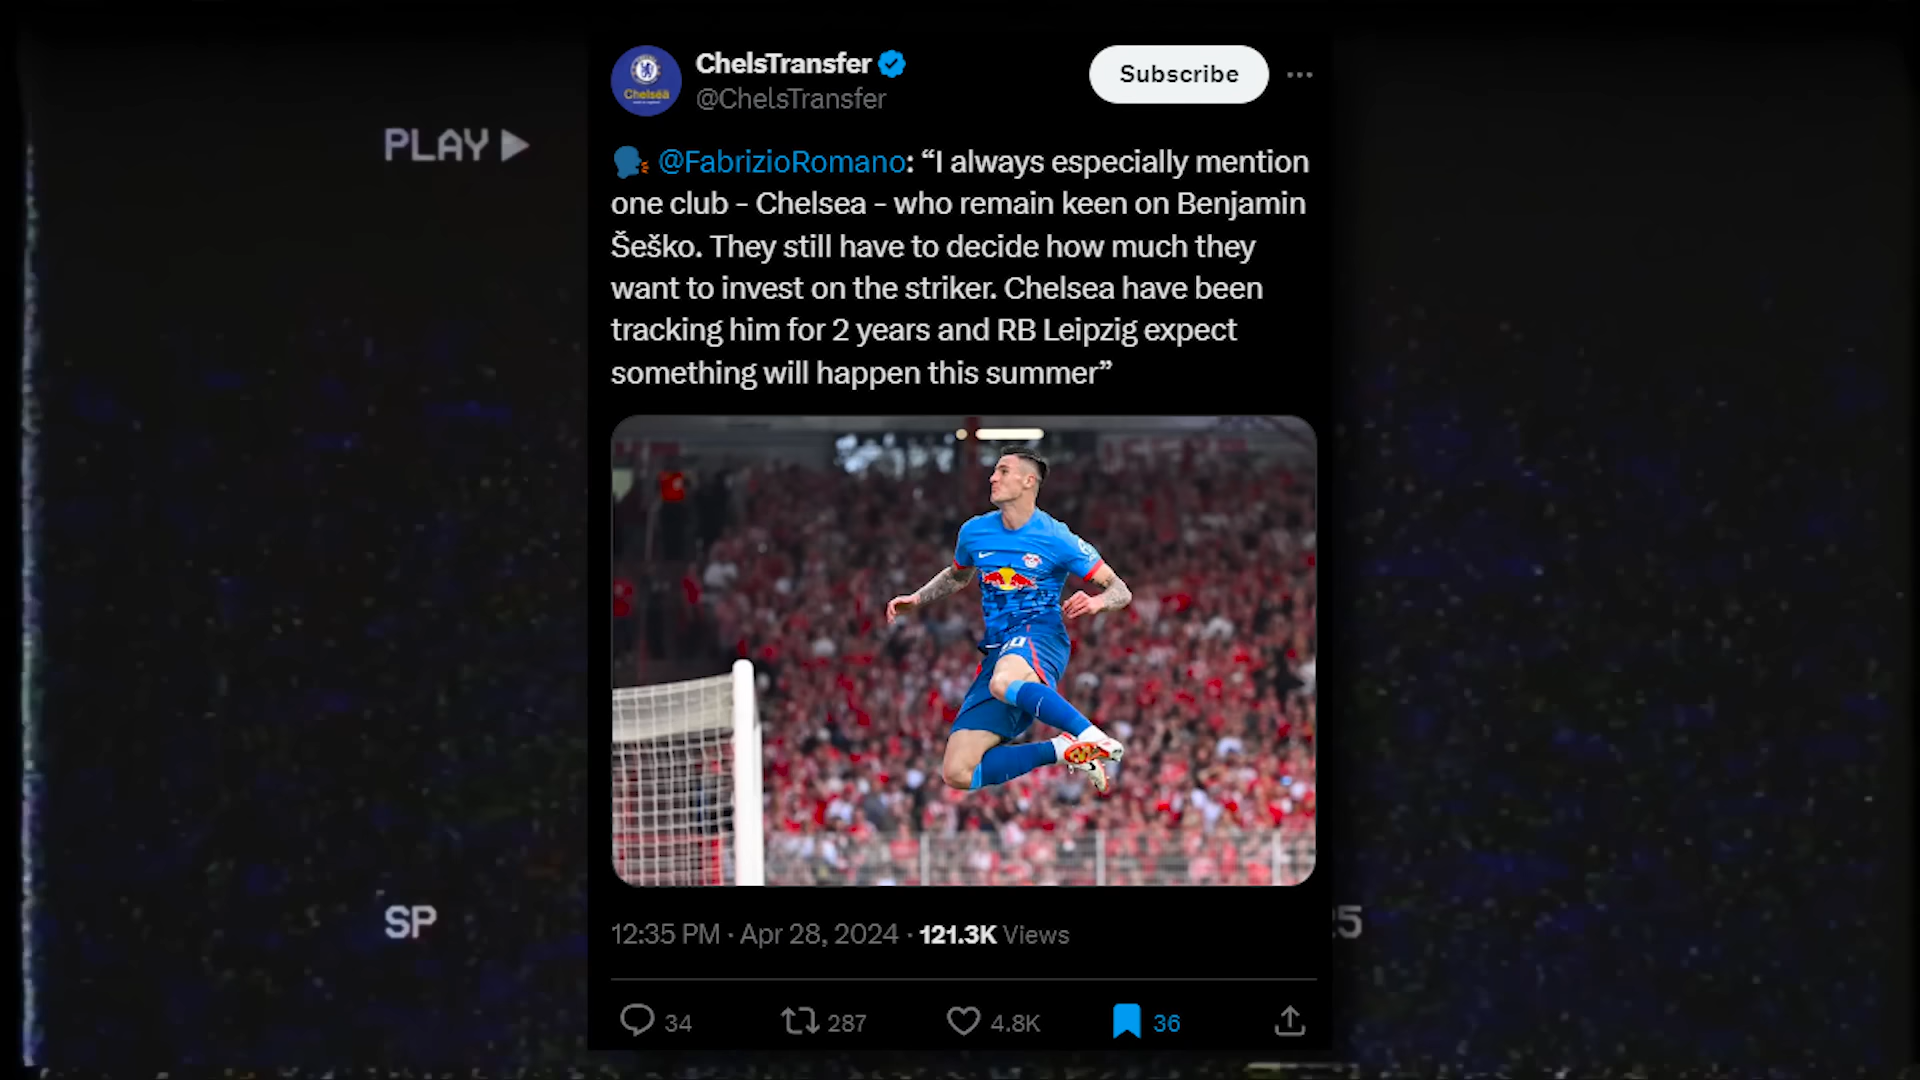 ChelsTransfer
@ChelsTransfer
Subscribe
Chelsea
PLAY
@FabrizioRomano: “I always especially mention
one club - Chelsea - who remain keen on Benjamin
Šeško. They still have to decide how much they
want to invest on the striker. Chelsea have been
tracking him for 2 years and RB Leipzig expect
something will happen this summer”
12:35 PM · Apr 28, 2024 · 121.3K Views
SP
34
287
4.8K
36